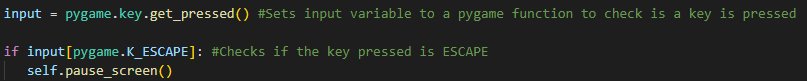 input = pygame.key.get_pressed() #Sets input variable to a pygame function to check is a key is pressed
if input[pygame.K_ESCAPE]: #Checks if the key pressed is ESCAPE
self.pause_screen()